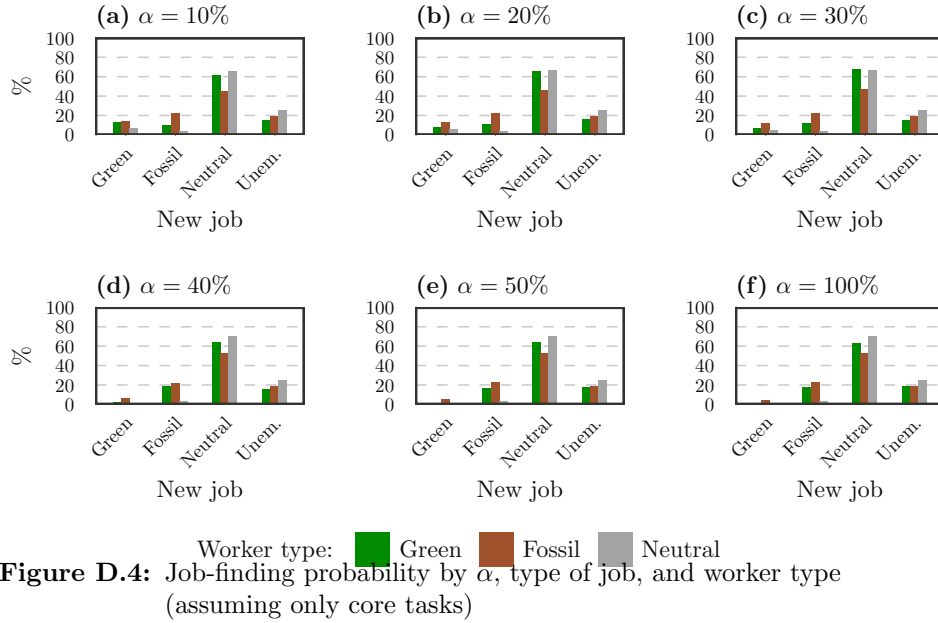 (a) α = 10%
(b) α = 20%
(c) α = 30%
100
80
60
40
20
0
%
Green
Fossil
Neutral
Unem.
New job
100
80
60
40
20
0
Green
Fossil
Neutral
Unem.
New job
100
80
60
40
20
0
Green
Fossil
Neutral
Unem.
New job
(d) α = 40%
(e) α = 50%
(f) α = 100%
100
80
60
40
20
0
%
Green
Fossil
Neutral
Unem.
New job
100
80
60
40
20
0
Green
Fossil
Neutral
Unem.
New job
100
80
60
40
20
0
Green
Fossil
Neutral
Unem.
New job
Worker type: Green Fossil Neutral
Figure D.4: Job-finding probability by α, type of job, and worker type
(assuming only core tasks)